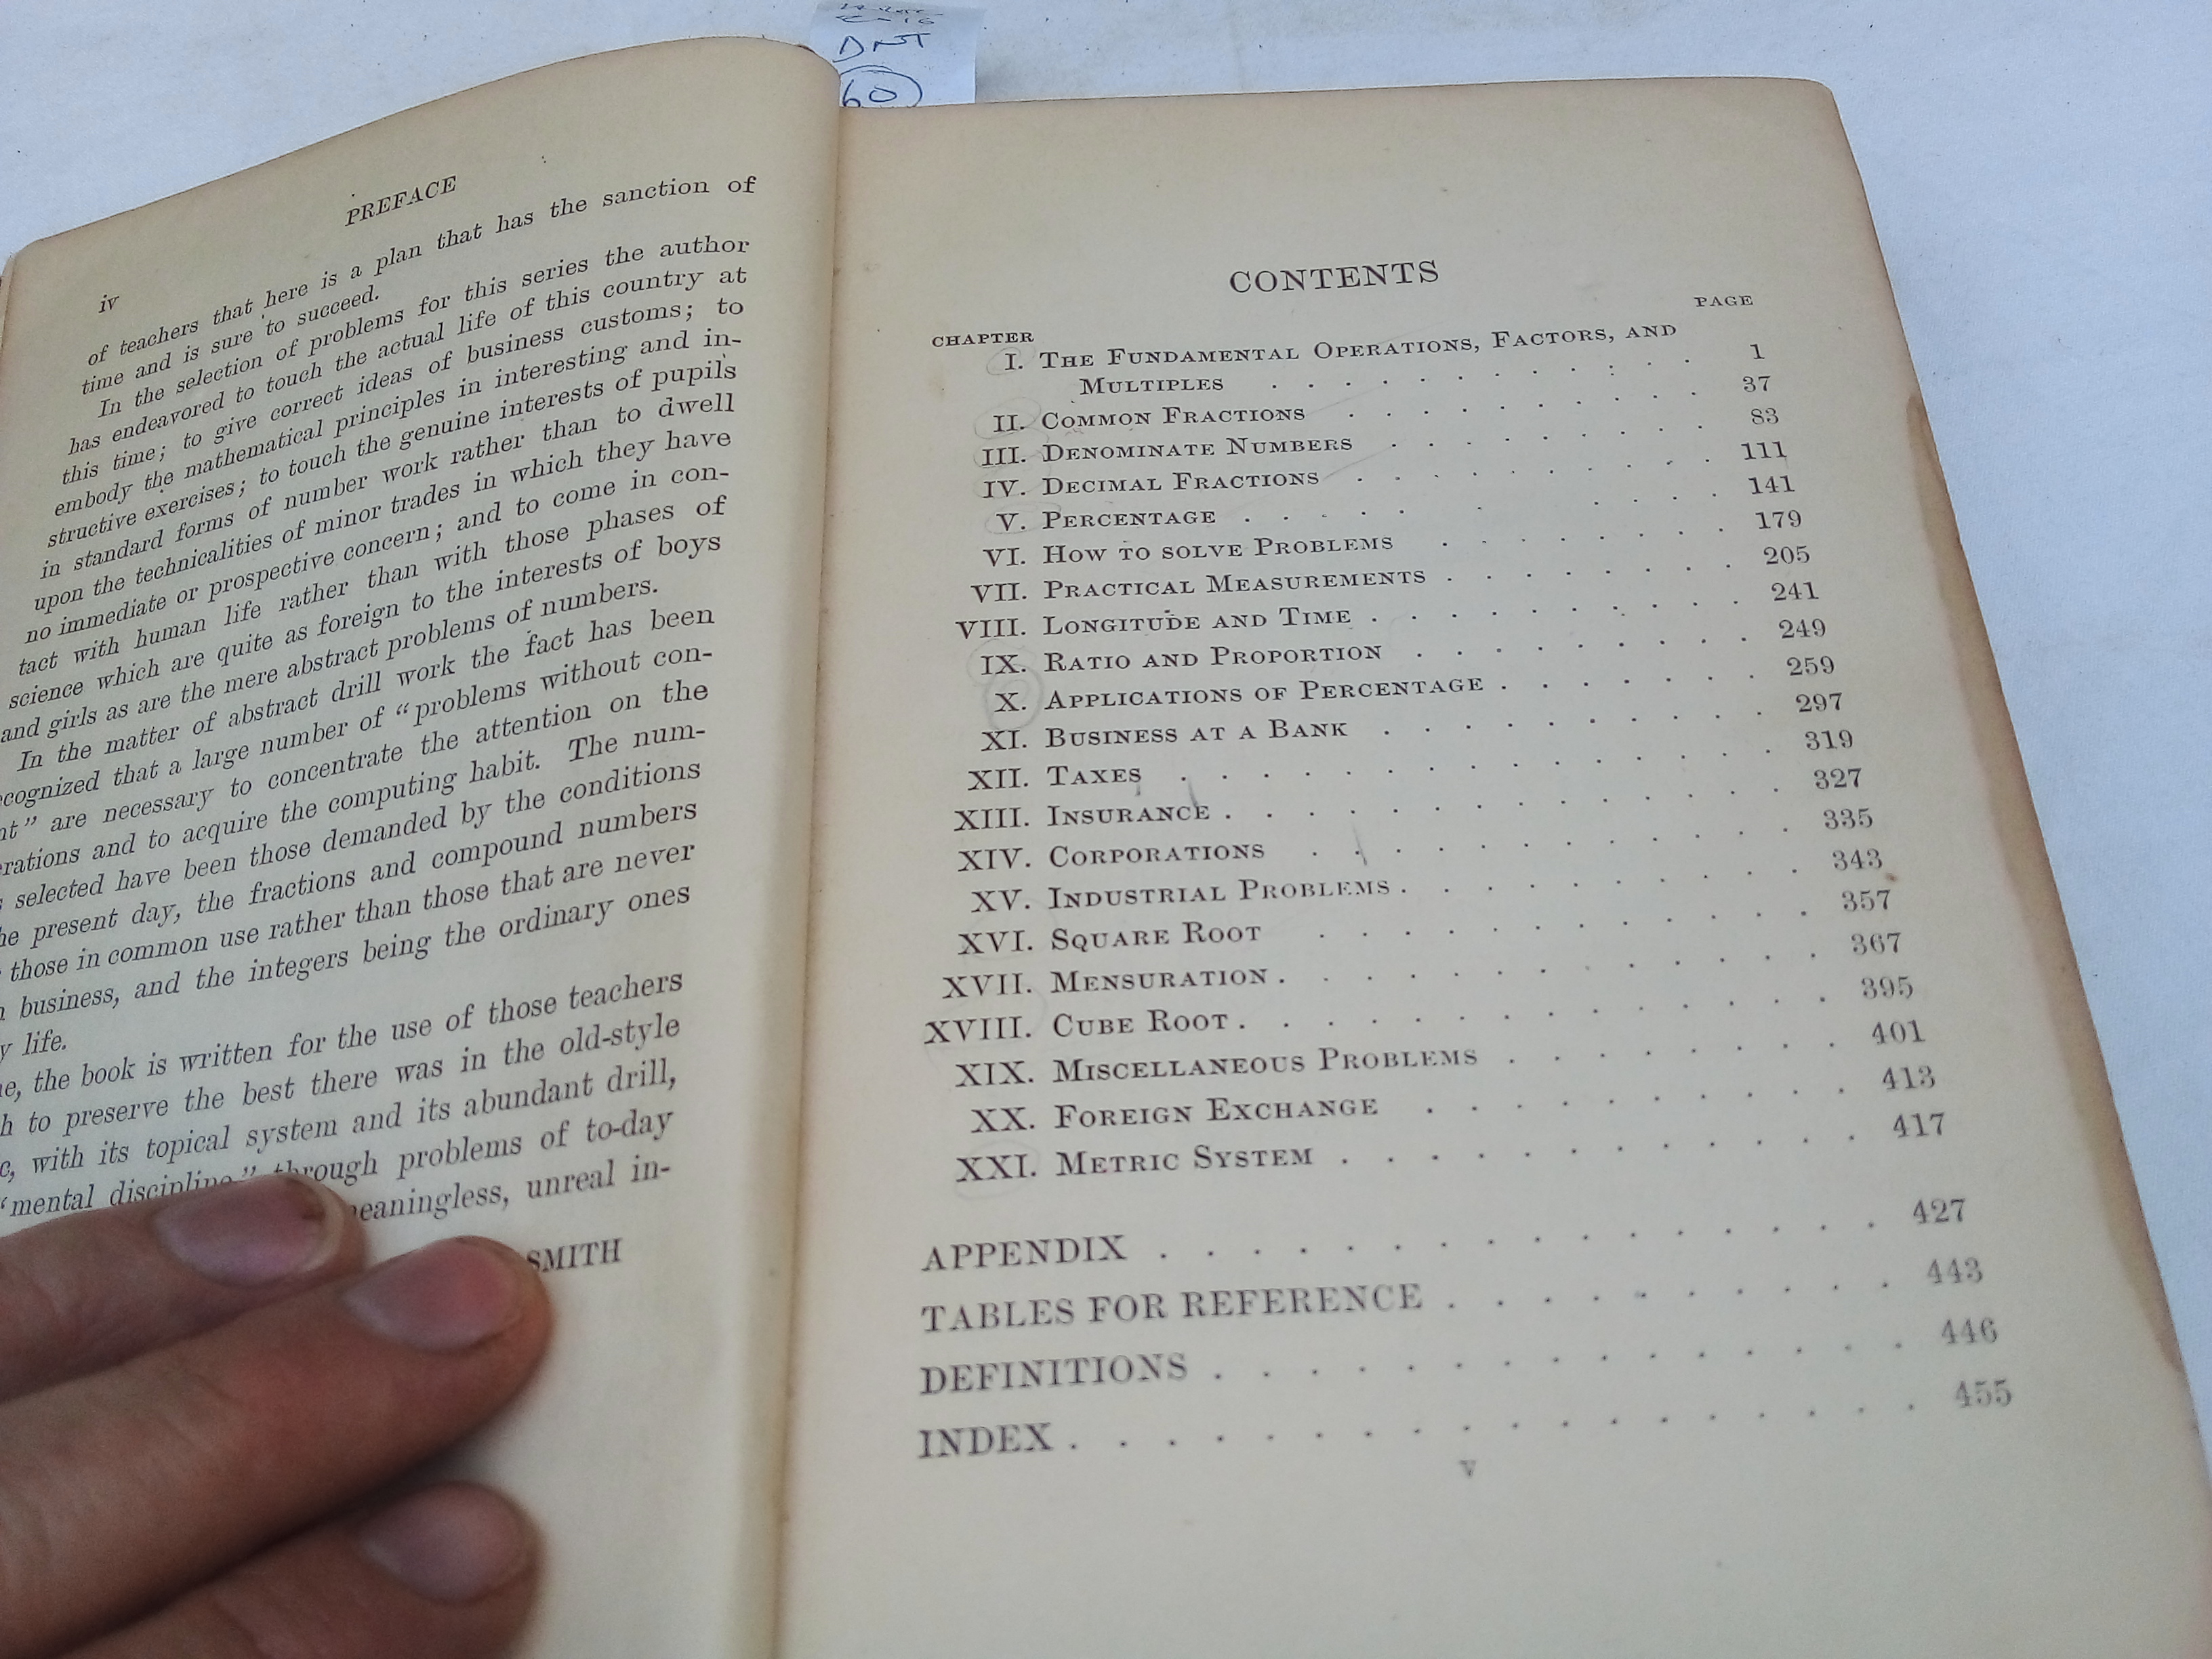 DNT
60
PREFACE
iv
of teachers that here is a plan that has the sanction of
time and is sure to succeed.
In the selection of problems for this series the author
has endeavored to touch the actual life of this country at
this time; to give correct ideas of business customs; to
embody the mathematical principles in interesting and in-
structive exercises; to touch the genuine interests of pupils
in standard forms of number work rather than to dwell
upon the technicalities of minor trades in which they have
no immediate or prospective concern; and to come in con-
tact with human life rather than with those phases of
science which are quite as foreign to the interests of boys
and girls as are the mere abstract problems of numbers.
In the matter of abstract drill work the fact has been
ecognized that a large number of “problems without con-
nt” are necessary to concentrate the attention on the
erations and to acquire the computing habit. The num-
s selected have been those demanded by the conditions
he present day, the fractions and compound numbers
those in common use rather than those that are never
business, and the integers being the ordinary ones
y life.
e, the book is written for the use of those teachers
h to preserve the best there was in the old-style
c, with its topical system and its abundant drill,
“mental discipline” through problems of to-day
eaningless, unreal in-
SMITH
CONTENTS
CHAPTER PAGE
I. THE FUNDAMENTAL OPERATIONS, FACTORS, AND
MULTIPLES . . . . . . . . . . 1
II. COMMON FRACTIONS . . . . . . . . 37
III. DENOMINATE NUMBERS . . . . . . . 83
IV. DECIMAL FRACTIONS . . . . . . . . 111
V. PERCENTAGE . . . . . . . . . . 141
VI. HOW TO SOLVE PROBLEMS . . . . . . 179
VII. PRACTICAL MEASUREMENTS . . . . . . . 205
VIII. LONGITUDE AND TIME . . . . . . . . 241
IX. RATIO AND PROPORTION . . . . . . . 249
X. APPLICATIONS OF PERCENTAGE . . . . . . 259
XI. BUSINESS AT A BANK . . . . . . . . 297
XII. TAXES . . . . . . . . . . . . 319
XIII. INSURANCE . . . . . . . . . . . 327
XIV. CORPORATIONS . . . . . . . . . . 335
XV. INDUSTRIAL PROBLEMS . . . . . . . . 343
XVI. SQUARE ROOT . . . . . . . . . . 357
XVII. MENSURATION . . . . . . . . . . 367
XVIII. CUBE ROOT . . . . . . . . . . . 395
XIX. MISCELLANEOUS PROBLEMS . . . . . . . 401
XX. FOREIGN EXCHANGE . . . . . . . . . 413
XXI. METRIC SYSTEM . . . . . . . . . . 417
APPENDIX . . . . . . . . . . . . . . 427
TABLES FOR REFERENCE . . . . . . . . . 443
DEFINITIONS . . . . . . . . . . . . . 446
INDEX . . . . . . . . . . . . . . . 455
v